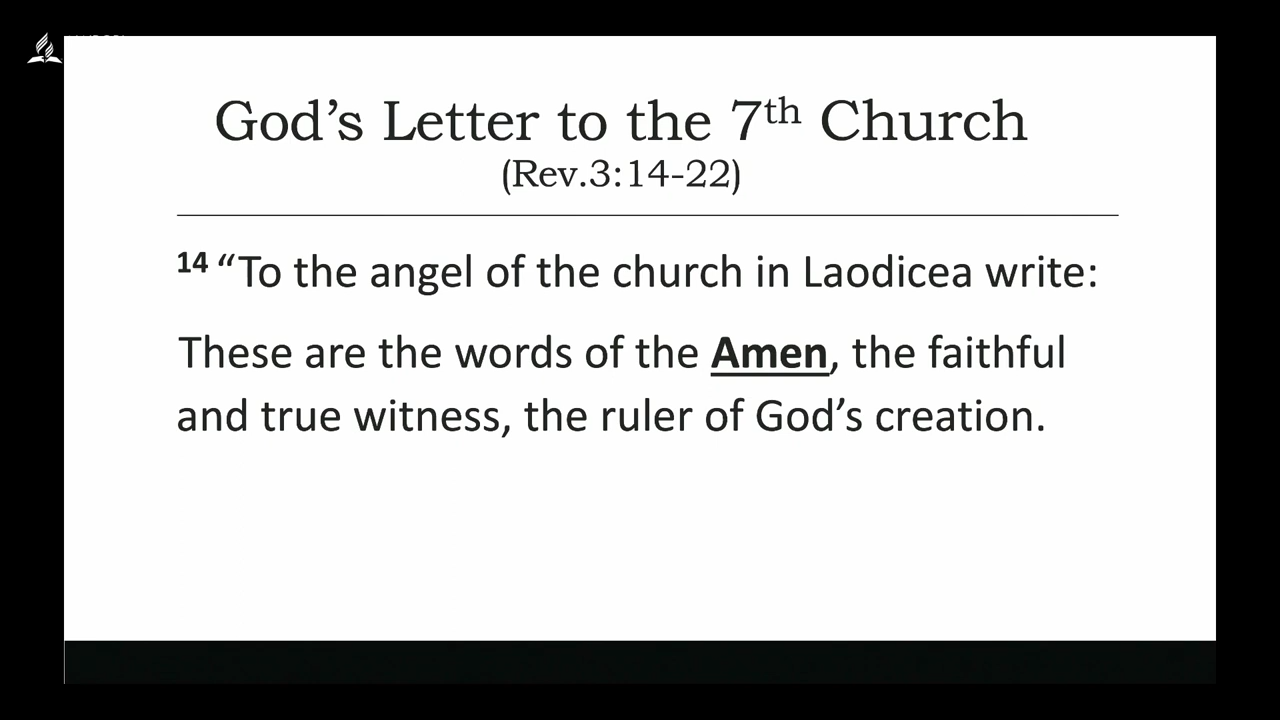 God’s Letter to the 7th Church
(Rev.3:14-22)
14 “To the angel of the church in Laodicea write:
These are the words of the Amen, the faithful
and true witness, the ruler of God’s creation.